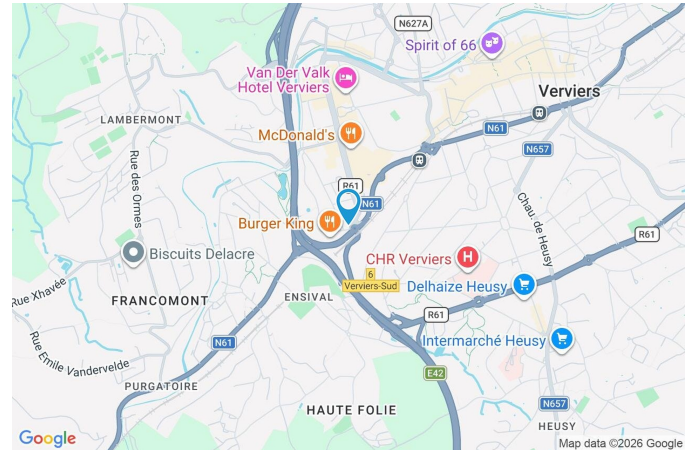 N627A
Spirit of 66
Van Der Valk
Hotel Verviers
Verviers
LAMBERMONT
McDonald's
N61
N657
Rue des Ormes
R61
N61
Chau. de Heusy
Burger King
R61
Biscuits Delacre
CHR Verviers
H
6
Verviers-Sud
Delhaize Heusy
Rue Xhavée
FRANCOMONT
ENSIVAL
R61
N61
Intermarché Heusy
Rue Emile Vandervelde
E42
PURGATOIRE
HAUTE FOLIE
N657
HEUSY
Google
Map data ©2026 Google